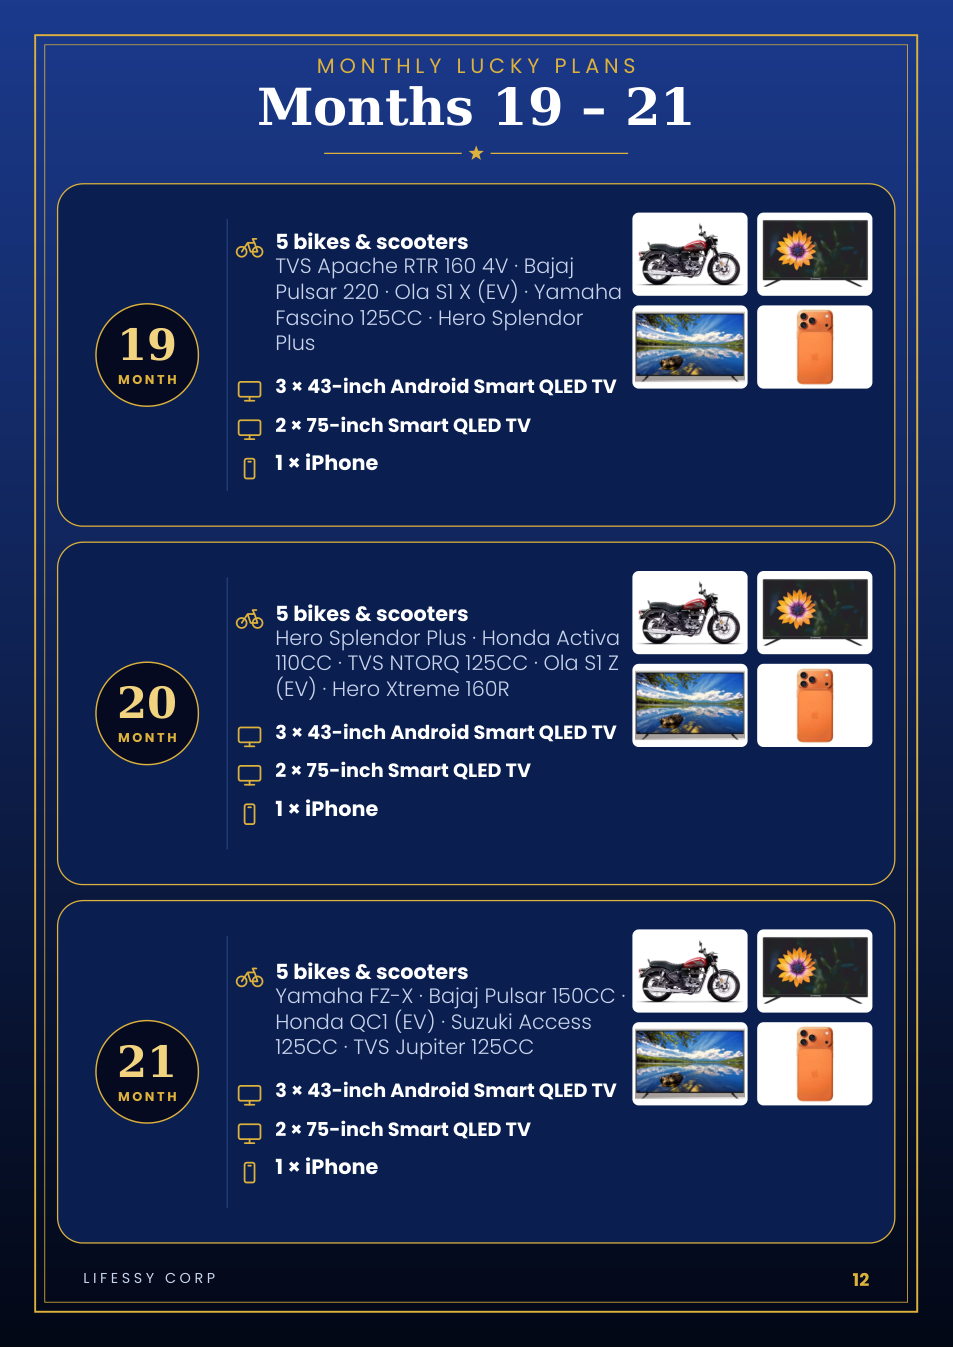 MONTHLY LUCKY PLANS
Months 19 – 21
19
MONTH
5 bikes & scooters
TVS Apache RTR 160 4V · Bajaj
Pulsar 220 · Ola S1 X (EV) · Yamaha
Fascino 125CC · Hero Splendor
Plus
3 × 43-inch Android Smart QLED TV
2 × 75-inch Smart QLED TV
1 × iPhone
20
MONTH
5 bikes & scooters
Hero Splendor Plus · Honda Activa
110CC · TVS NTORQ 125CC · Ola S1 Z
(EV) · Hero Xtreme 160R
3 × 43-inch Android Smart QLED TV
2 × 75-inch Smart QLED TV
1 × iPhone
21
MONTH
5 bikes & scooters
Yamaha FZ-X · Bajaj Pulsar 150CC ·
Honda QC1 (EV) · Suzuki Access
125CC · TVS Jupiter 125CC
3 × 43-inch Android Smart QLED TV
2 × 75-inch Smart QLED TV
1 × iPhone
LIFESSY CORP
12